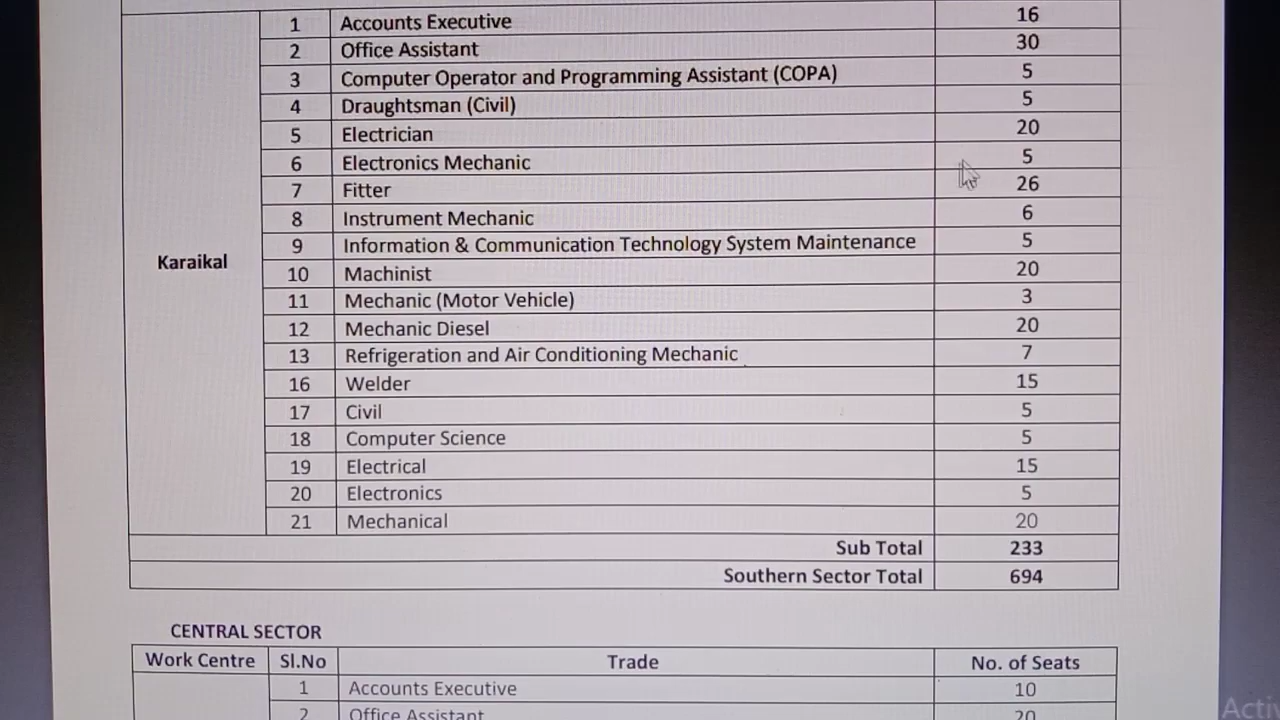 1 Accounts Executive 16
2 Office Assistant 30
3 Computer Operator and Programming Assistant (COPA) 5
4 Draughtsman (Civil) 5
5 Electrician 20
6 Electronics Mechanic 5
7 Fitter 26
8 Instrument Mechanic 6
9 Information & Communication Technology System Maintenance 5
Karaikal
10 Machinist 20
11 Mechanic (Motor Vehicle) 3
12 Mechanic Diesel 20
13 Refrigeration and Air Conditioning Mechanic 7
16 Welder 15
17 Civil 5
18 Computer Science 5
19 Electrical 15
20 Electronics 5
21 Mechanical 20
Sub Total 233
Southern Sector Total 694
CENTRAL SECTOR
Work Centre Sl.No Trade No. of Seats
1 Accounts Executive 10
2 Office Assistant 20